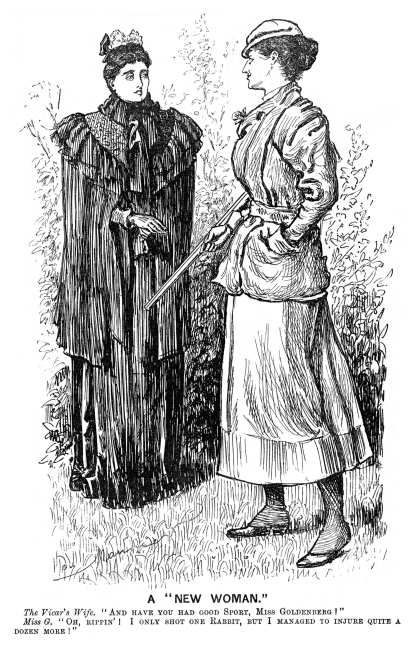 A "NEW WOMAN."
The Vicar's Wife. "And have you had good Sport, Miss Goldenberg!"
Miss G. "Oh, rippin'! I only shot one Rabbit, but I managed to injure quite a
dozen more!"